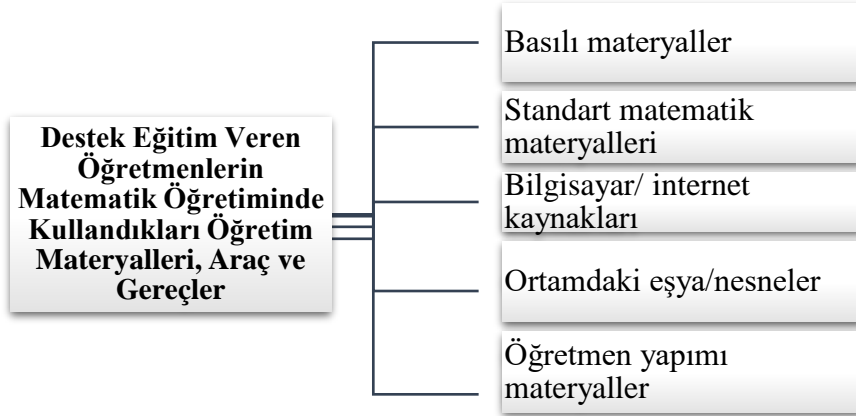 Destek Eğitim Veren
Öğretmenlerin
Matematik Öğretiminde
Kullandıkları Öğretim
Materyalleri, Araç ve
Gereçler
Basılı materyaller
Standart matematik
materyalleri
Bilgisayar/ internet
kaynakları
Ortamdaki eşya/nesneler
Öğretmen yapımı
materyaller